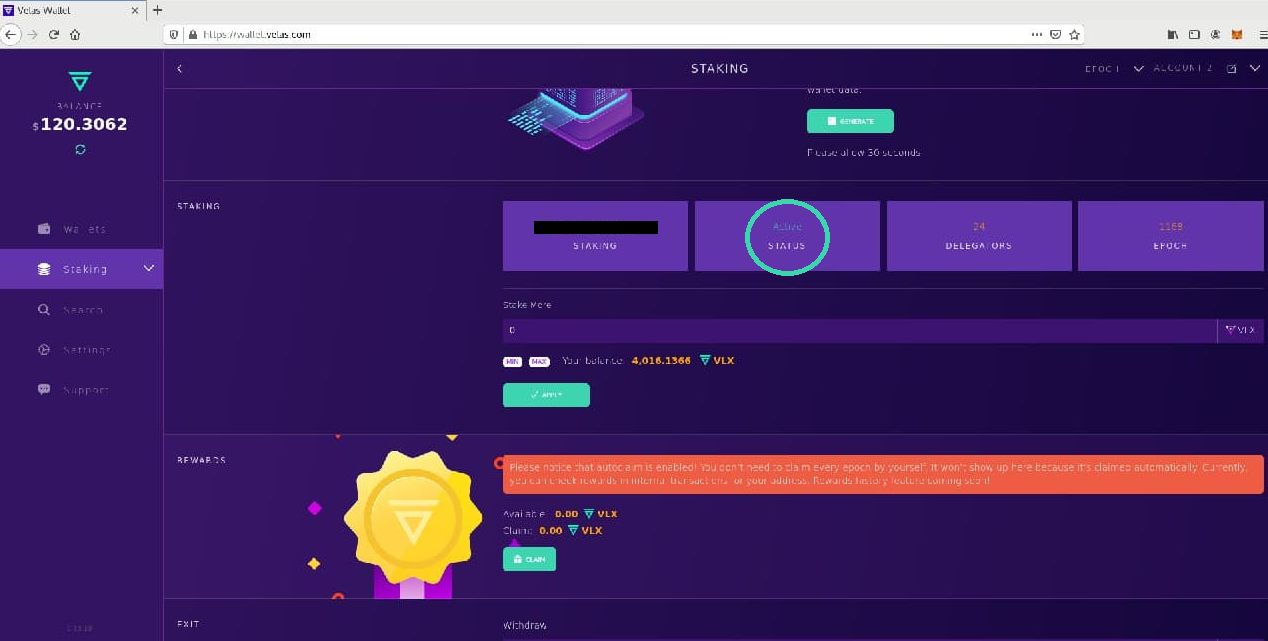 Velas Wallet
https://wallet.velas.com
BALANCE
$120.3062
Wallets
Staking
Search
Settings
Support
STAKING
EPOCH
ACCOUNT 2
wallet data.
GENERATE
Please allow 30 seconds
STAKING
STAKING
Active
STATUS
24
DELEGATORS
1168
EPOCH
Stake More
0
VLX
MIN
MAX
Your balance: 4,016.1366 VLX
APPLY
REWARDS
Please notice that autoclaim is enabled! You don't need to claim every epoch by yourself. It won't show up here because it's claimed automatically. Currently,
you can check rewards in internal transactions for your address. Rewards history feature coming soon!
Available: 0.00 VLX
Claim: 0.00 VLX
CLAIM
EXIT
Withdraw